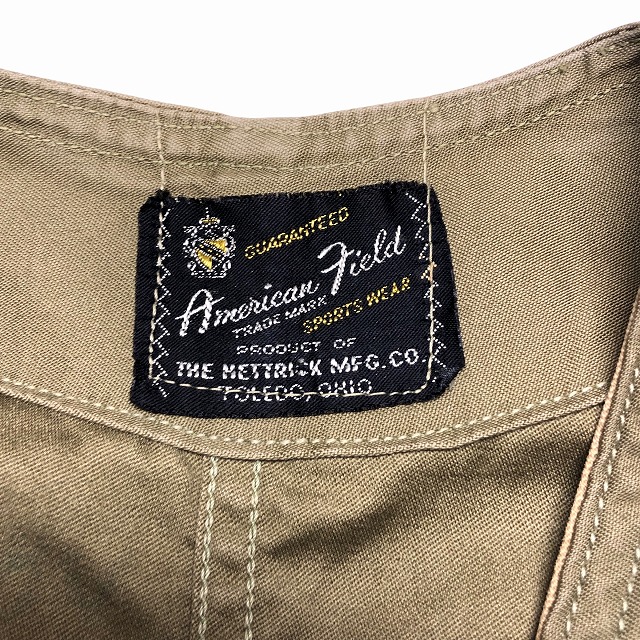 GUARANTEED
American Field
TRADE MARK
SPORTS WEAR
PRODUCT OF
THE HETTRICK MFG. CO.
TOLEDO, OHIO